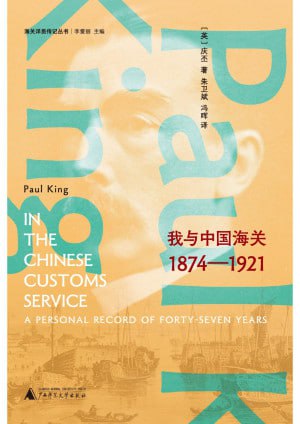 海关洋员传记丛书 | 李爱丽 主编
Paul King
〔英〕庆丕 著
朱卫斌 冯晖 译
Paul King
IN
THE
CHINESE
CUSTOMS
SERVICE
A PERSONAL RECORD OF FORTY-SEVEN YEARS
我与中国海关
1874—1921
广西师范大学出版社